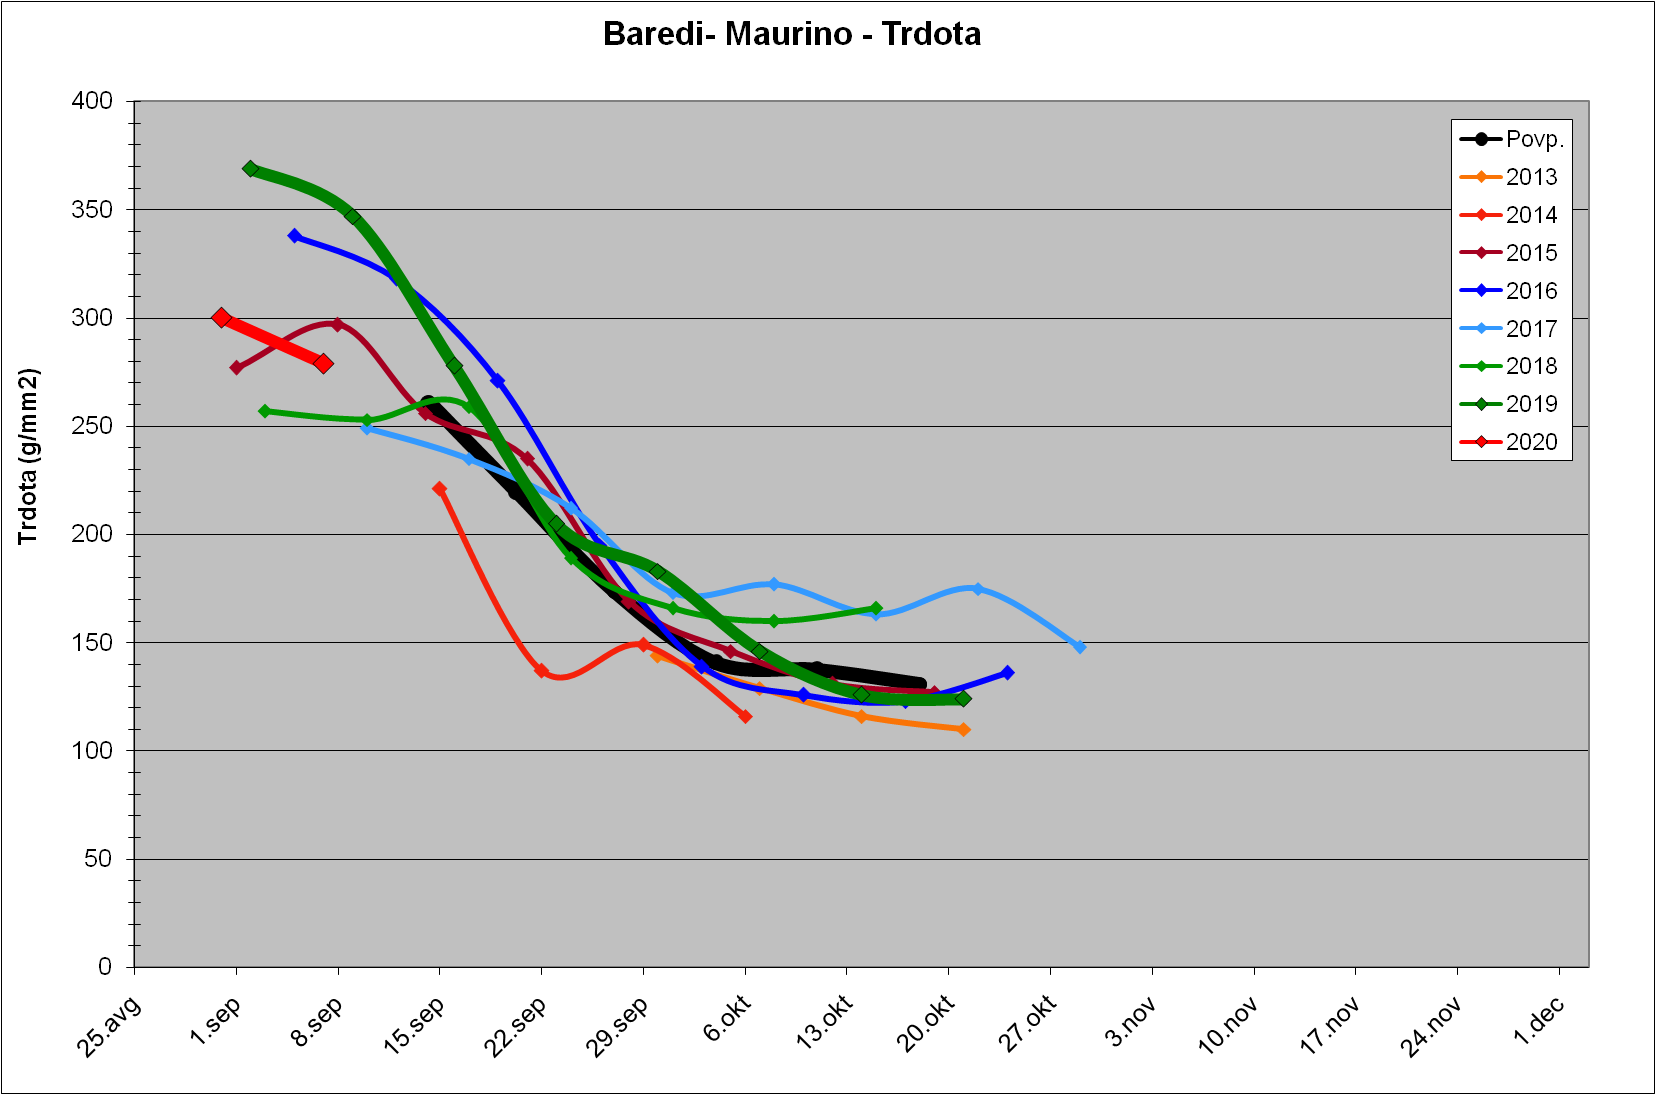 Baredi- Maurino - Trdota
Trdota (g/mm2)
400
350
300
250
200
150
100
50
0
25.avg
1.sep
8.sep
15.sep
22.sep
29.sep
6.okt
13.okt
20.okt
27.okt
3.nov
10.nov
17.nov
24.nov
1.dec
Povp.
2013
2014
2015
2016
2017
2018
2019
2020